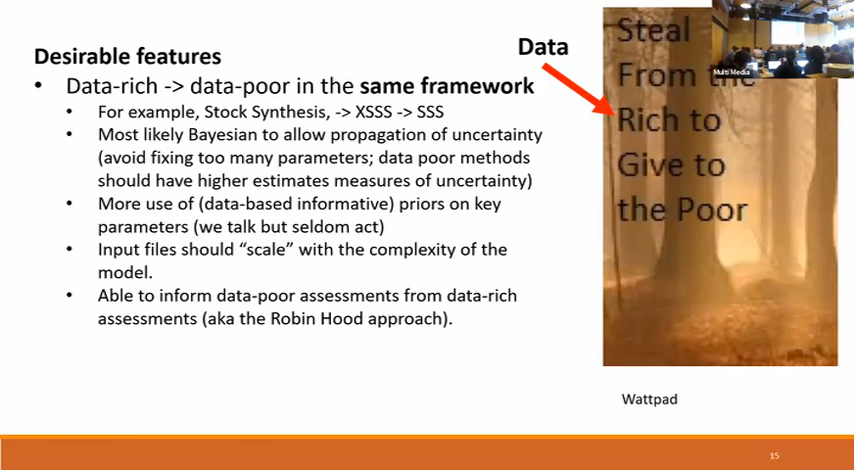 Desirable features
• Data-rich -> data-poor in the same framework
• For example, Stock Synthesis, -> XSSS -> SSS
• Most likely Bayesian to allow propagation of uncertainty
(avoid fixing too many parameters; data poor methods
should have higher estimates measures of uncertainty)
• More use of (data-based informative) priors on key
parameters (we talk but seldom act)
• Input files should “scale” with the complexity of the
model.
• Able to inform data-poor assessments from data-rich
assessments (aka the Robin Hood approach).
Data
Steal
From the
Rich to
Give to
the Poor
Multi Media
Wattpad
15